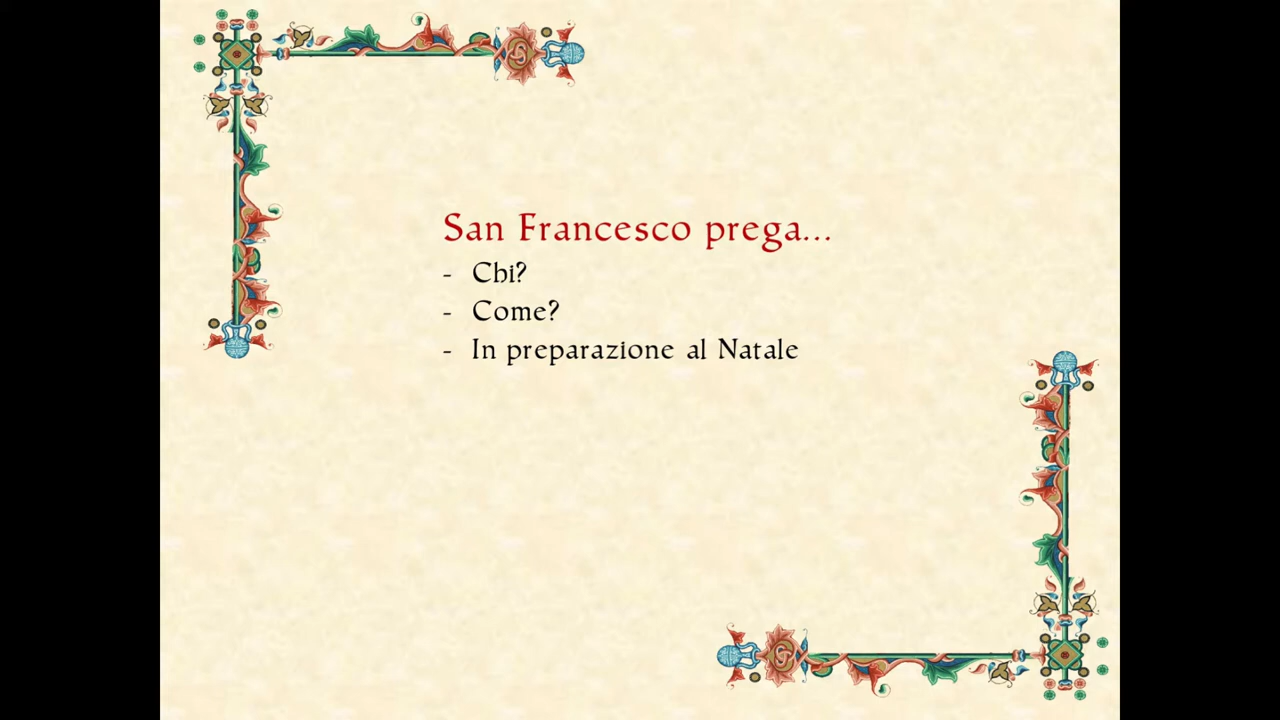 San Francesco prega...
- Chi?
- Come?
- In preparazione al Natale